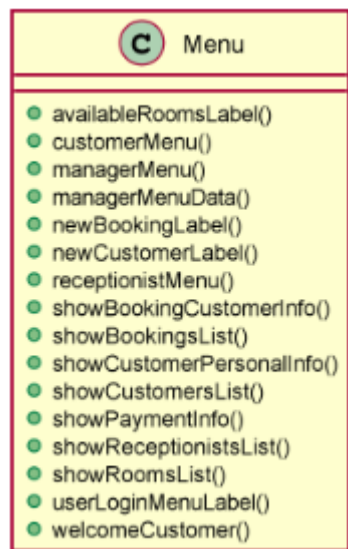 C Menu
availableRoomsLabel()
customerMenu()
managerMenu()
managerMenuData()
newBookingLabel()
newCustomerLabel()
receptionistMenu()
showBookingCustomerInfo()
showBookingsList()
showCustomerPersonalInfo()
showCustomersList()
showPaymentInfo()
showReceptionistsList()
showRoomsList()
userLoginMenuLabel()
welcomeCustomer()